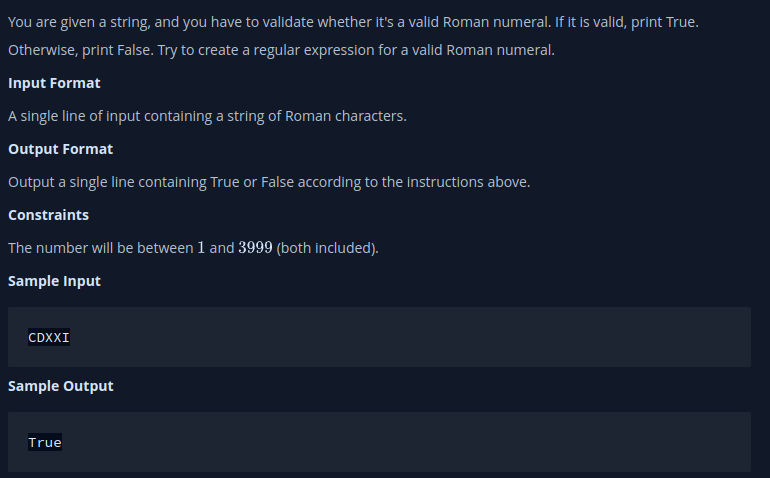 You are given a string, and you have to validate whether it's a valid Roman numeral. If it is valid, print True.
Otherwise, print False. Try to create a regular expression for a valid Roman numeral.
Input Format
A single line of input containing a string of Roman characters.
Output Format
Output a single line containing True or False according to the instructions above.
Constraints
The number will be between 1 and 3999 (both included).
Sample Input
CDXXI
Sample Output
True